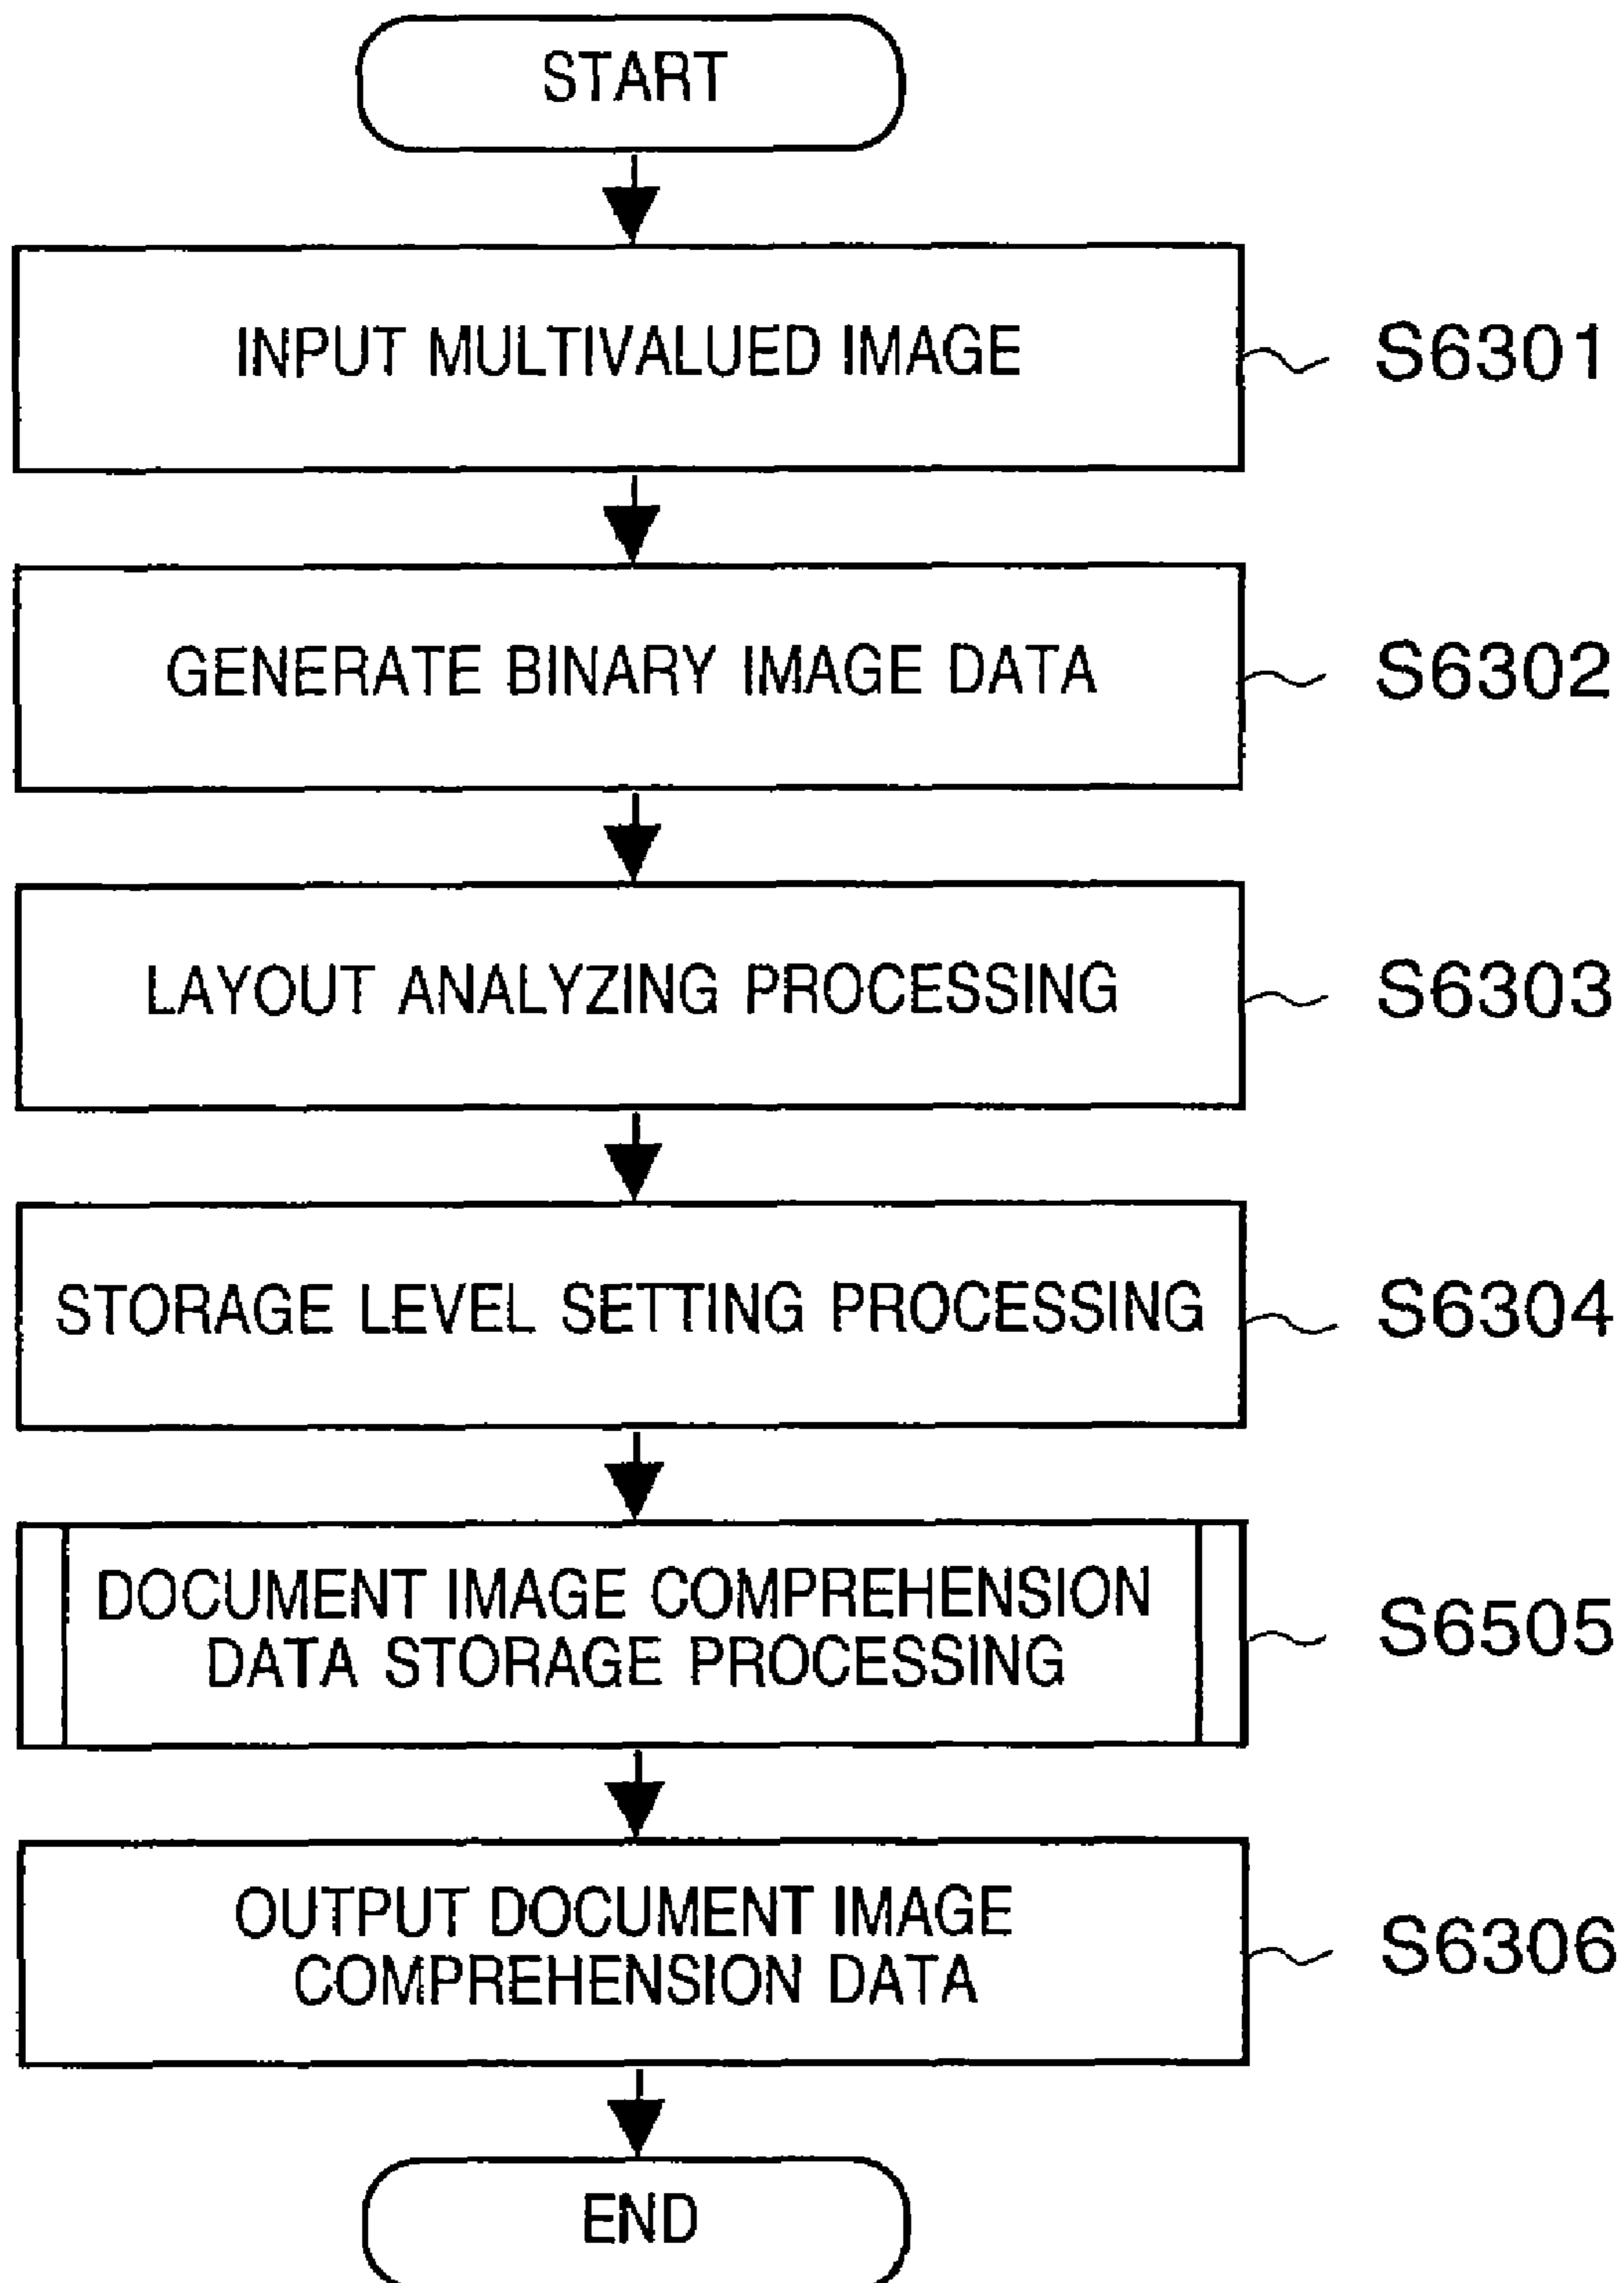 START
INPUT MULTIVALUED IMAGE
S6301
GENERATE BINARY IMAGE DATA
S6302
LAYOUT ANALYZING PROCESSING
S6303
STORAGE LEVEL SETTING PROCESSING
S6304
DOCUMENT IMAGE COMPREHENSION
DATA STORAGE PROCESSING
S6505
OUTPUT DOCUMENT IMAGE
COMPREHENSION DATA
S6306
END